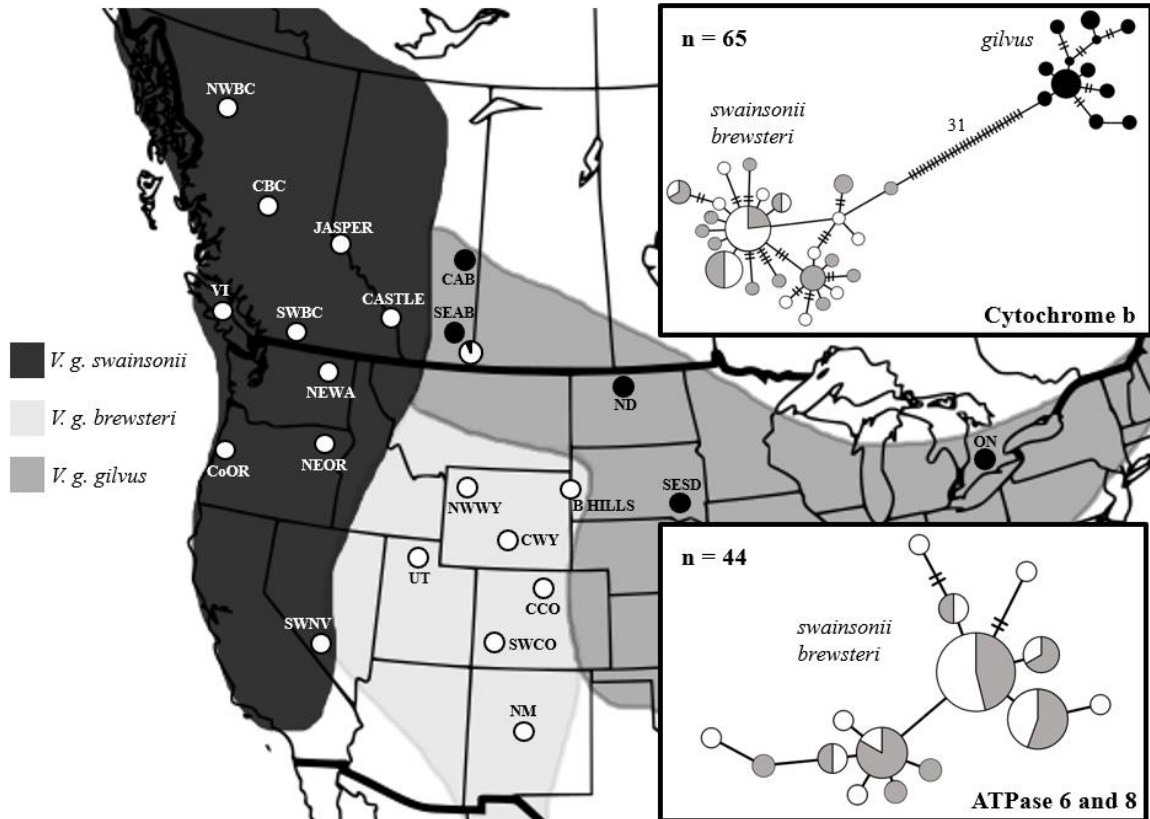 NWBC
CBC
JASPER
VI
SWBC
CASTLE
CAB
SEAB
NEWA
CoOR
NEOR
ND
ON
SESD
NWWY
B HILLS
CWY
UT
CCO
SWNV
SWCO
NM
V. g. swainsonii
V. g. brewsteri
V. g. gilvus
n = 65
gilvus
swainsonii
brewsteri
31
Cytochrome b
n = 44
swainsonii
brewsteri
ATPase 6 and 8